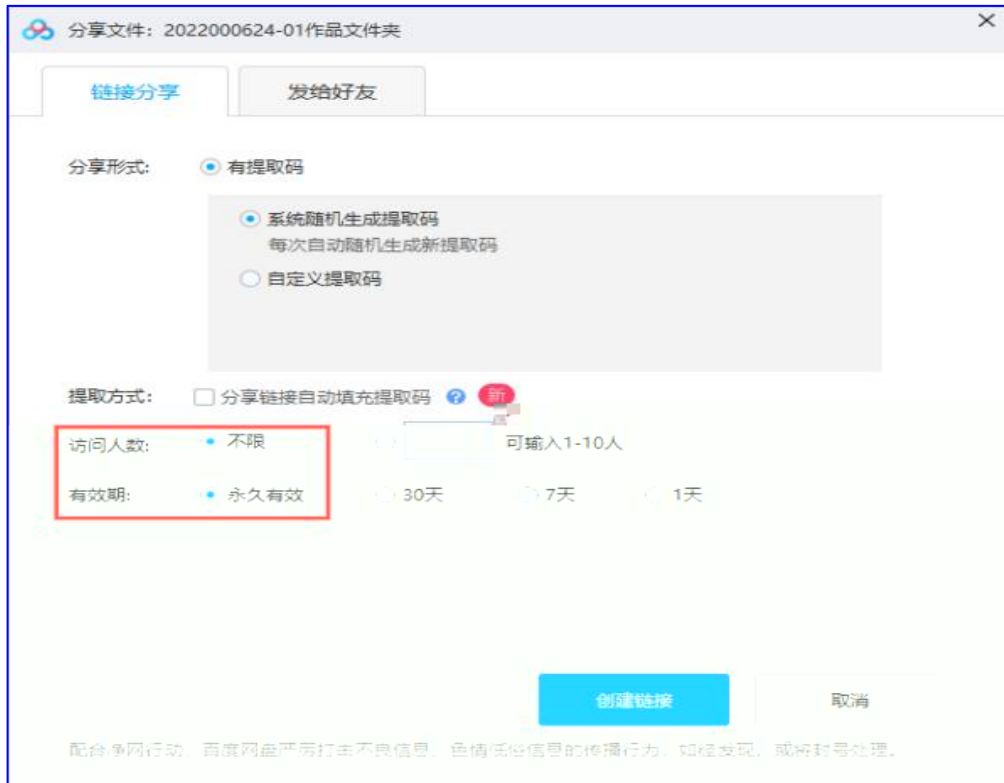 分享文件：2022000624-01作品文件夹
链接分享 发给好友
分享形式: 有提取码
系统随机生成提取码
每次自动随机生成新提取码
自定义提取码
提取方式： 分享链接自动填充提取码 ? 新
访问人数: 不限 可输入1-10人
有效期: 永久有效 30天 7天 1天
创建链接 取消
配合净网行动，百度网盘严厉打击不良信息、色情低俗信息的传播行为，如经发现，或将封号处理。